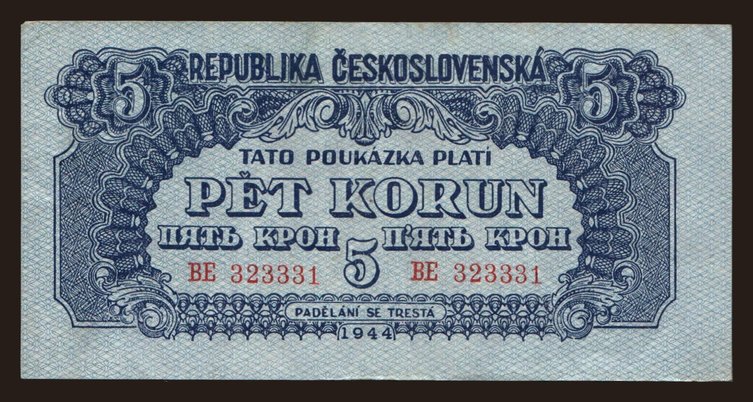 5 REPUBLIKA ČESKOSLOVENSKÁ 5
TATO POUKÁZKA PLATÍ
PĚT KORUN
ПЯТЬ КРОН 5 П'ЯТЬ КРОН
BE 323331 BE 323331
PADĚLÁNÍ SE TRESTÁ
1944